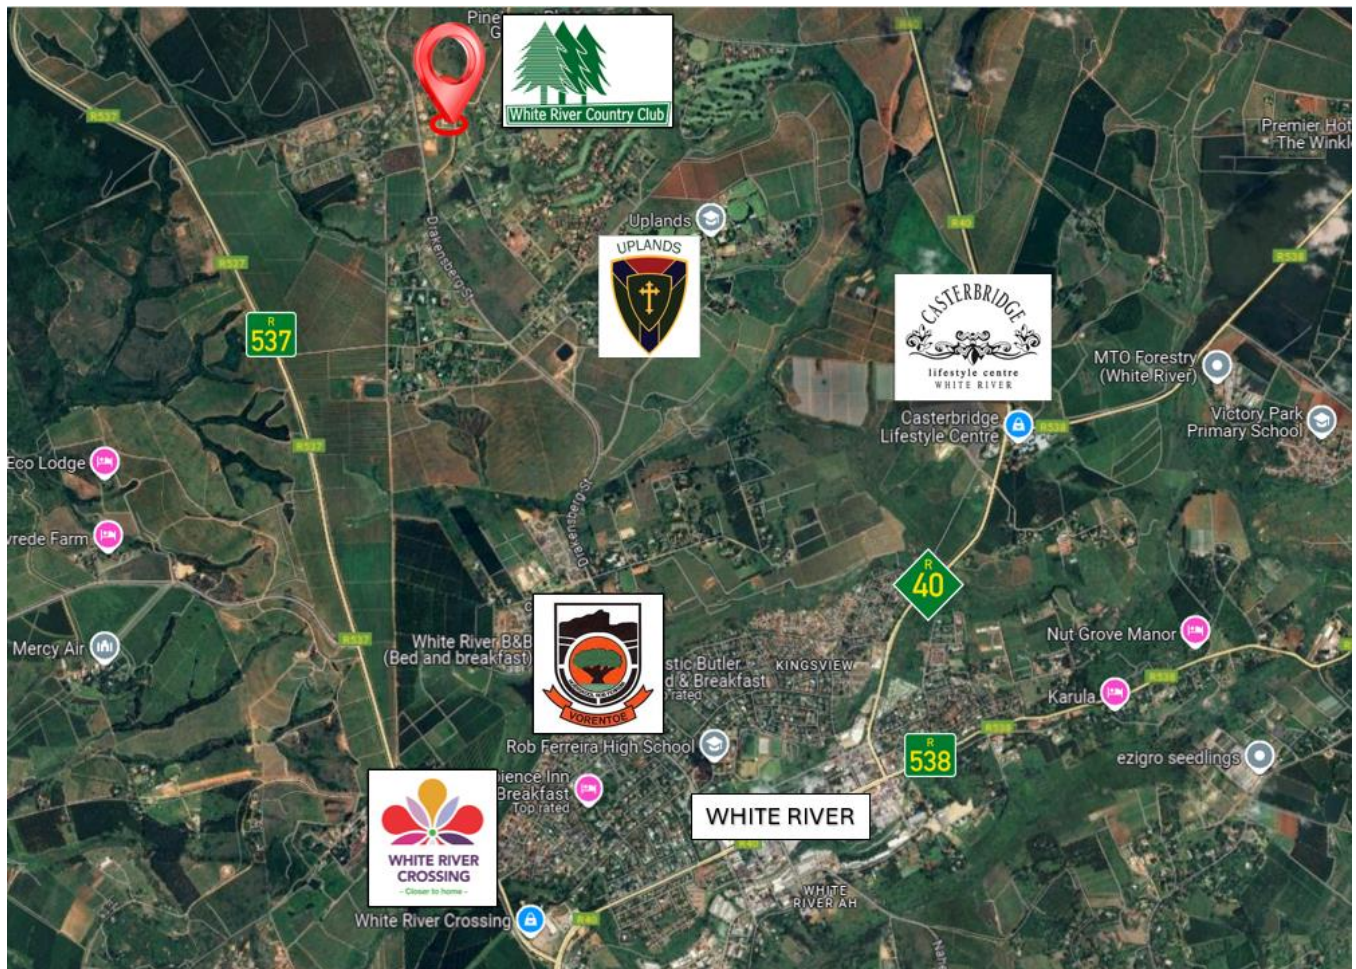 R40
White River Country Club
R537
Premier Hot
The Winkle
Uplands
UPLANDS
R40
Drakensberg St
R537
R538
R
537
CASTERBRIDGE
lifestyle centre
WHITE RIVER
MTO Forestry
(White River)
Casterbridge
Lifestyle Centre
R538
Victory Park
Primary School
R537
Eco Lodge
Drakensberg St
vrede Farm
R
40
R537
Mercy Air
White River B&B
(Bed and breakfast)
VORENTOE
stic Butler
d & Breakfast
rated
KINGSVIEW
Nut Grove Manor
R538
Karula
R538
Rob Ferreira High School
R
538
ezigro seedlings
bience Inn
Breakfast
Top rated
WHITE RIVER
R40
WHITE RIVER
CROSSING
- Closer to home -
WHITE
RIVER AH
White River Crossing
R40